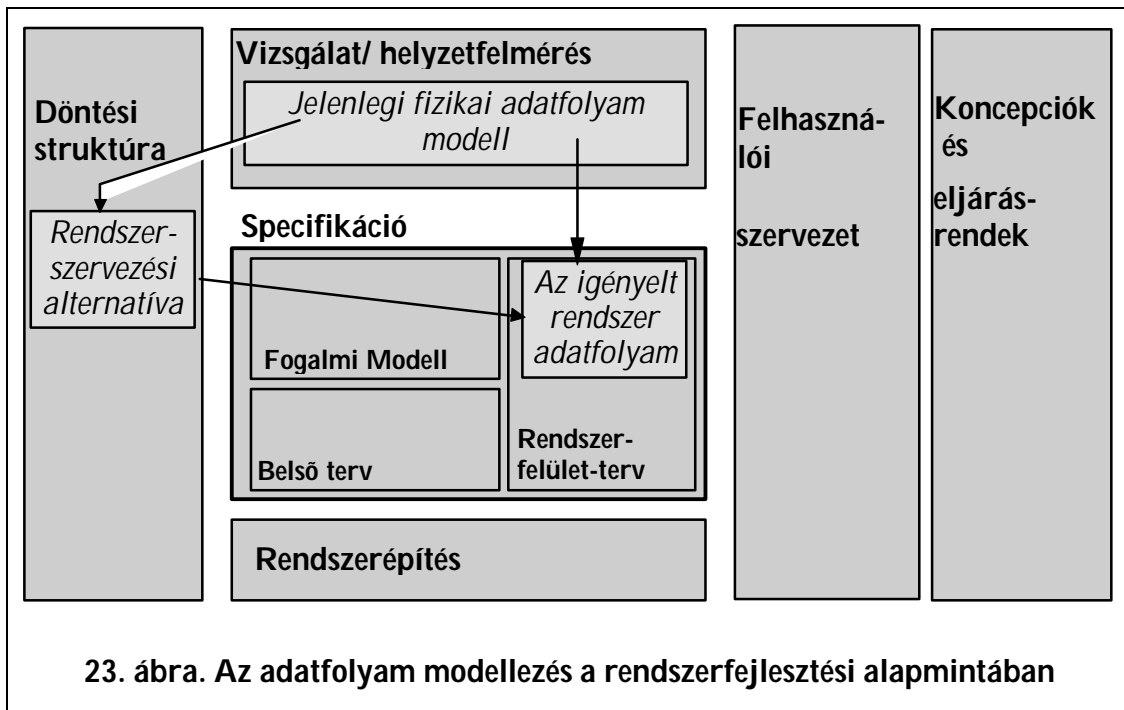 Döntési
struktúra
Rendszer-
szervezési
alternatíva
Vizsgálat/ helyzetfelmérés
Jelenlegi fizikai adatfolyam
modell
Specifikáció
Fogalmi Modell
Belsõ terv
Az igényelt
rendszer
adatfolyam
Rendszer-
felület-terv
Rendszerépítés
Felhaszná-
lói
szervezet
Koncepciók
és
eljárás-
rendek
23. ábra. Az adatfolyam modellezés a rendszerfejlesztési alapmintában